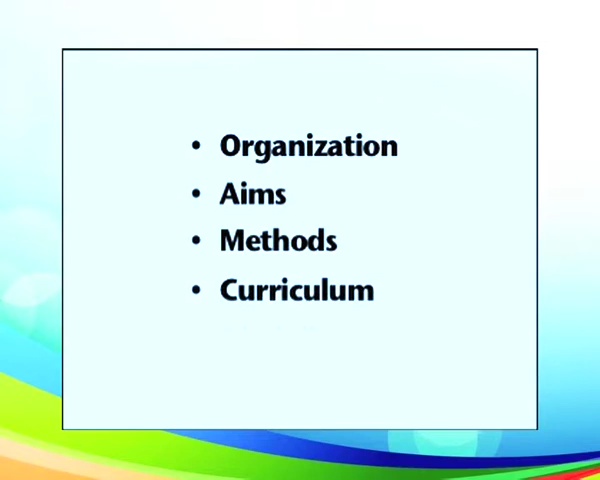 • Organization
• Aims
• Methods
• Curriculum